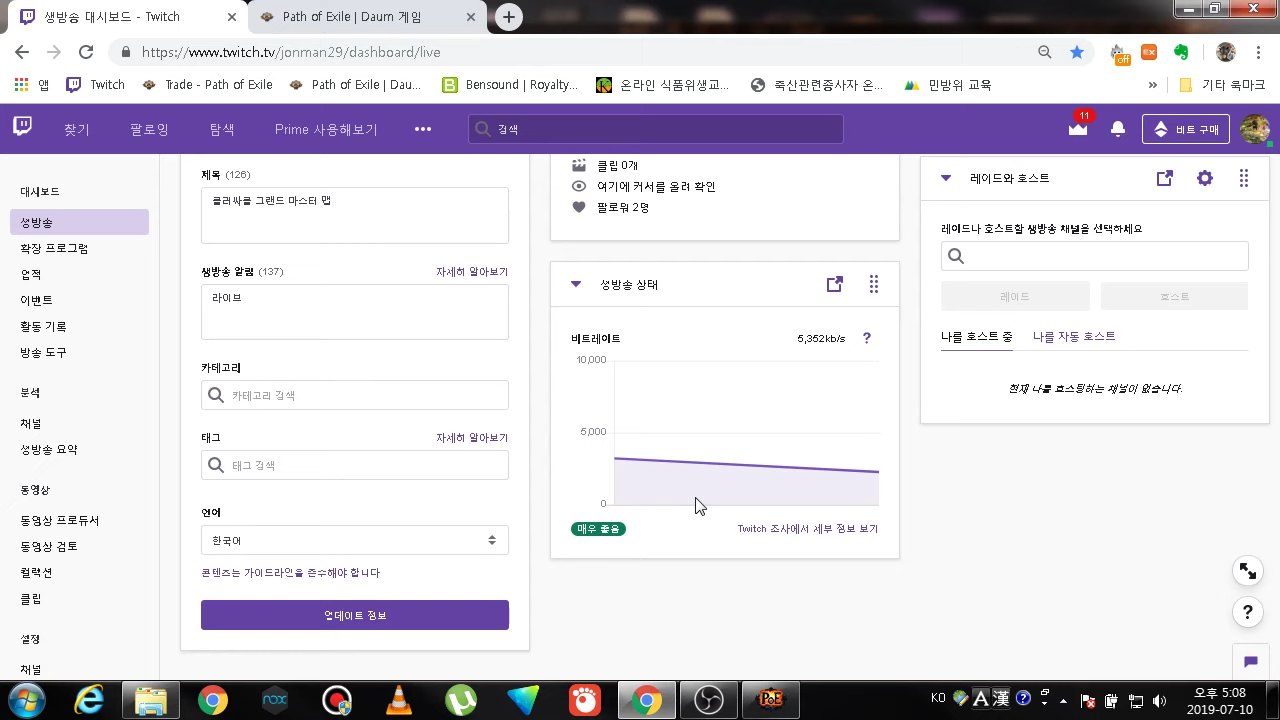 생방송 대시보드 - Twitch
Path of Exile | Daum 게임
https://www.twitch.tv/jonman29/dashboard/live
off
앱
Twitch
Trade - Path of Exile
Path of Exile | Dau...
Bensound | Royalty...
온라인 식품위생교...
축산관련종사자 온...
민방위 교육
»
기타 북마크
찾기
팔로잉
탐색
Prime 사용해보기
검색
11
비트 구매
대시보드
생방송
확장 프로그램
업적
이벤트
활동 기록
방송 도구
분석
채널
생방송 요약
동영상
동영상 프로듀서
동영상 검토
컬렉션
클립
설정
채널
제목 (126)
클러싸클 그랜드 마스터 맵
생방송 알림 (137)
자세히 알아보기
라이브
카테고리
카테고리 검색
태그
자세히 알아보기
태그 검색
언어
한국어
콘텐츠는 가이드라인을 준수해야 합니다
업데이트 정보
클립 0개
여기에 커서를 올려 확인
팔로워 2명
생방송 상태
비트레이트
5,352kb/s
?
10,000
5,000
0
매우 좋음
Twitch 조사에서 세부 정보 보기
레이드와 호스트
레이드나 호스트할 생방송 채널을 선택하세요
레이드
호스트
나를 호스트 중
나를 자동 호스트
현재 나를 호스팅하는 채널이 없습니다.
?
nox
PoE
KO
A
漢
?
오후 5:08
2019-07-10